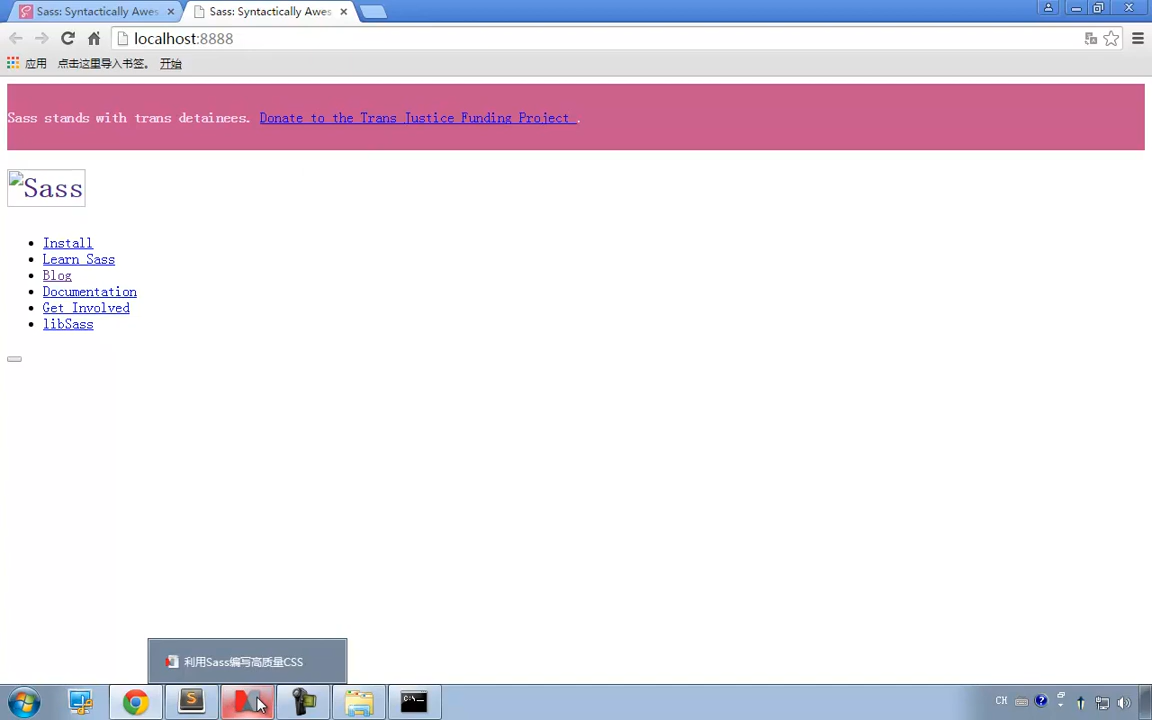 Sass: Syntactically Awes
Sass: Syntactically Awes
localhost:8888
应用 点击这里导入书签。 开始
Sass stands with trans detainees. Donate to the Trans Justice Funding Project .
Sass
Install
Learn Sass
Blog
Documentation
Get Involved
libSass
利用Sass编写高质量CSS
CH